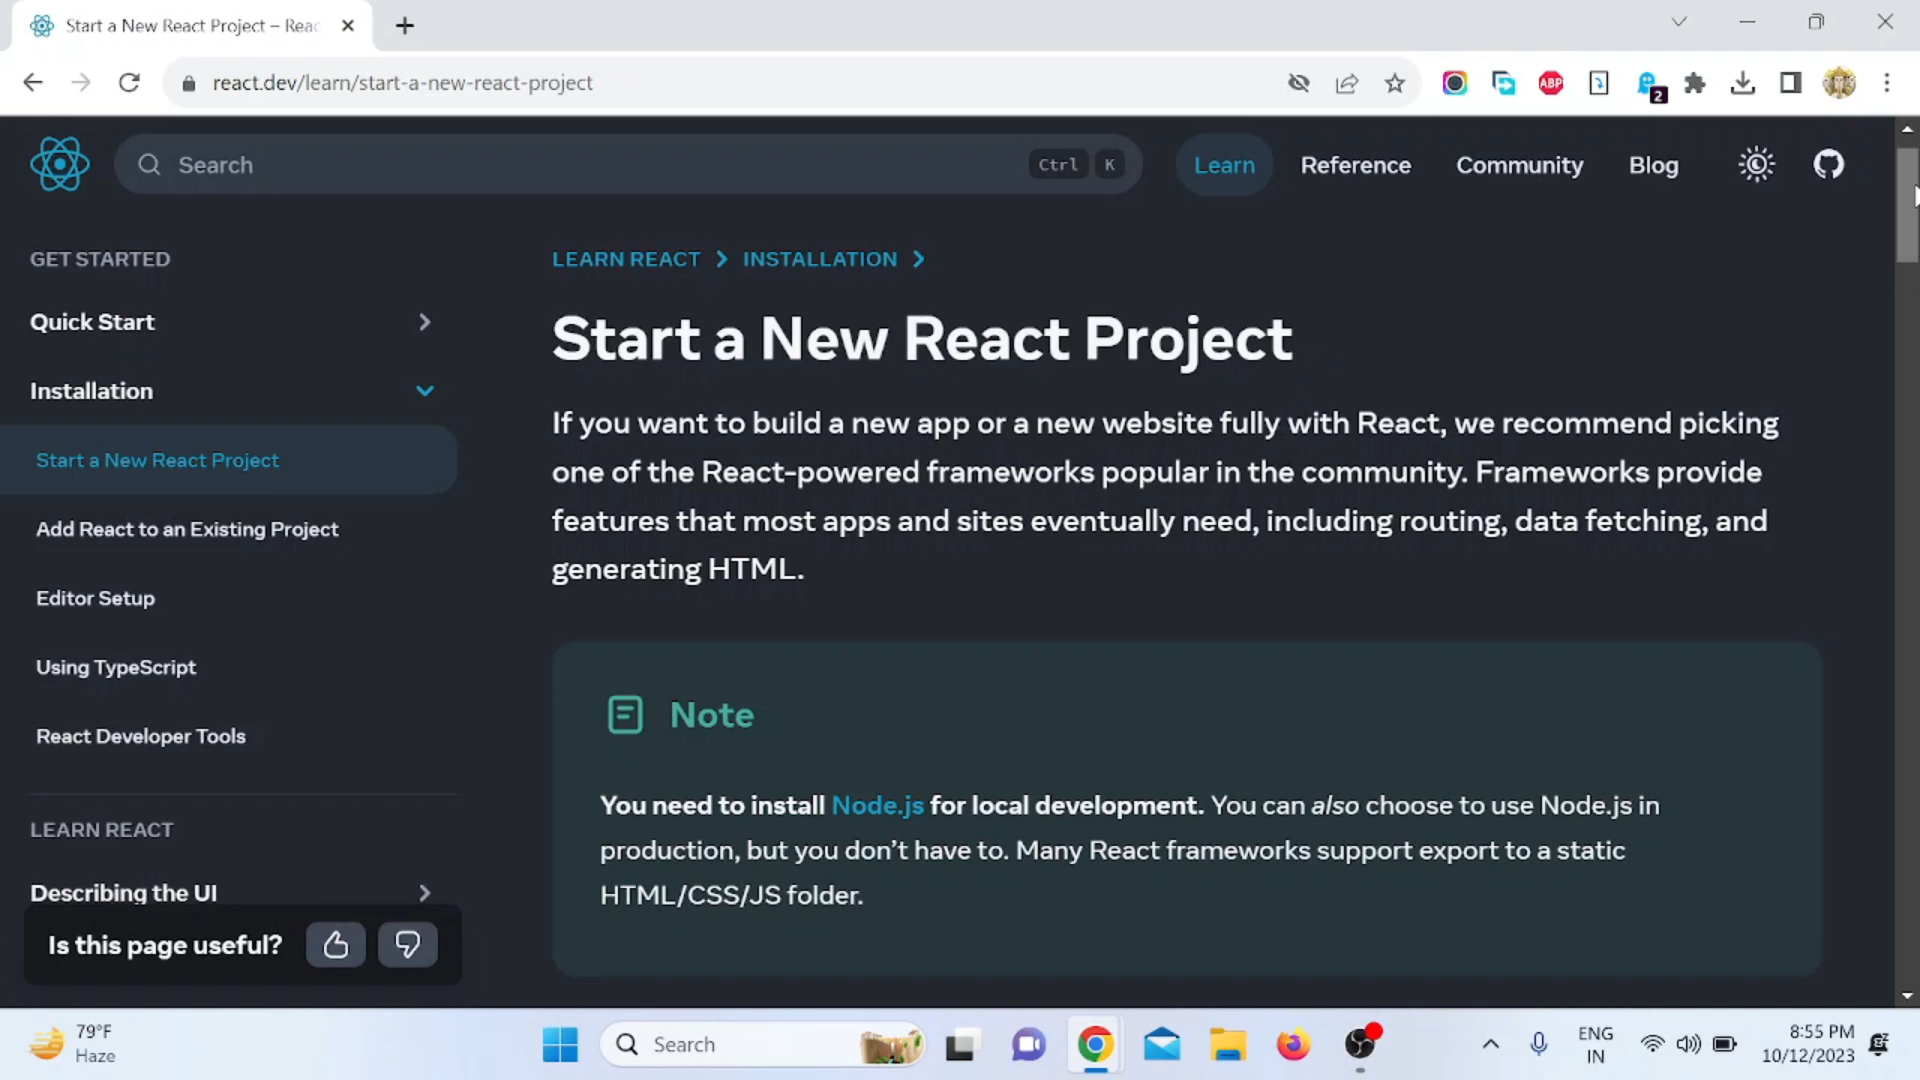 Start a New React Project – Reac
react.dev/learn/start-a-new-react-project
ABP
2
Search
Ctrl K
Learn
Reference
Community
Blog
GET STARTED
Quick Start
Installation
Start a New React Project
Add React to an Existing Project
Editor Setup
Using TypeScript
React Developer Tools
LEARN REACT
Describing the UI
Is this page useful?
LEARN REACT > INSTALLATION >
Start a New React Project
If you want to build a new app or a new website fully with React, we recommend picking
one of the React-powered frameworks popular in the community. Frameworks provide
features that most apps and sites eventually need, including routing, data fetching, and
generating HTML.
Note
You need to install Node.js for local development. You can also choose to use Node.js in
production, but you don’t have to. Many React frameworks support export to a static
HTML/CSS/JS folder.
79°F
Haze
Search
ENG
IN
8:55 PM
10/12/2023